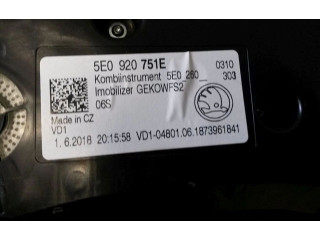 5E0 920 751E 0310
Kombiinstrument 5E0 260_ 303
Imobilizer GEKOWFS2
06S
Made in CZ
VD1
1. 6.2018 20:15:58 VD1-04801.06.1873961841